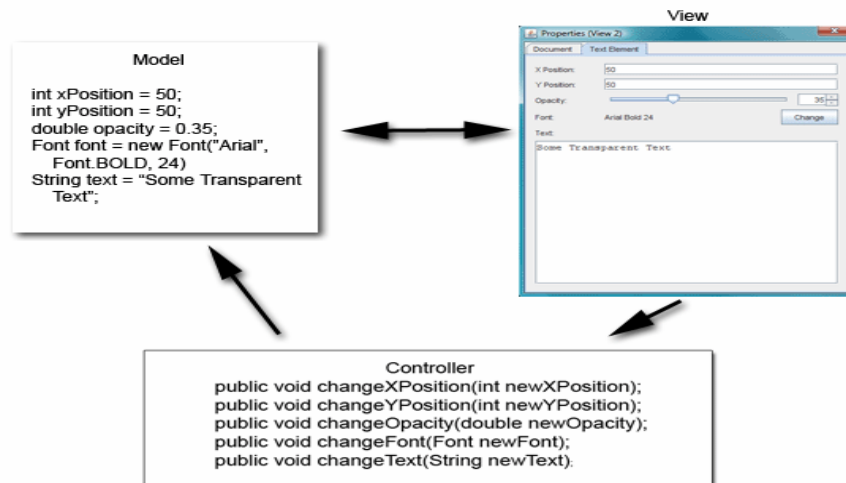 View
Model
int xPosition = 50;
int yPosition = 50;
double opacity = 0.35;
Font font = new Font("Arial",
Font.BOLD, 24)
String text = "Some Transparent
Text";
Properties (View 2)
Document Text Element
X Position: 50
Y Position: 50
Opacity: 35
Font: Arial Bold 24 Change
Text:
Some Transparent Text
Controller
public void changeXPosition(int newXPosition);
public void changeYPosition(int newYPosition);
public void changeOpacity(double newOpacity);
public void changeFont(Font newFont);
public void changeText(String newText);